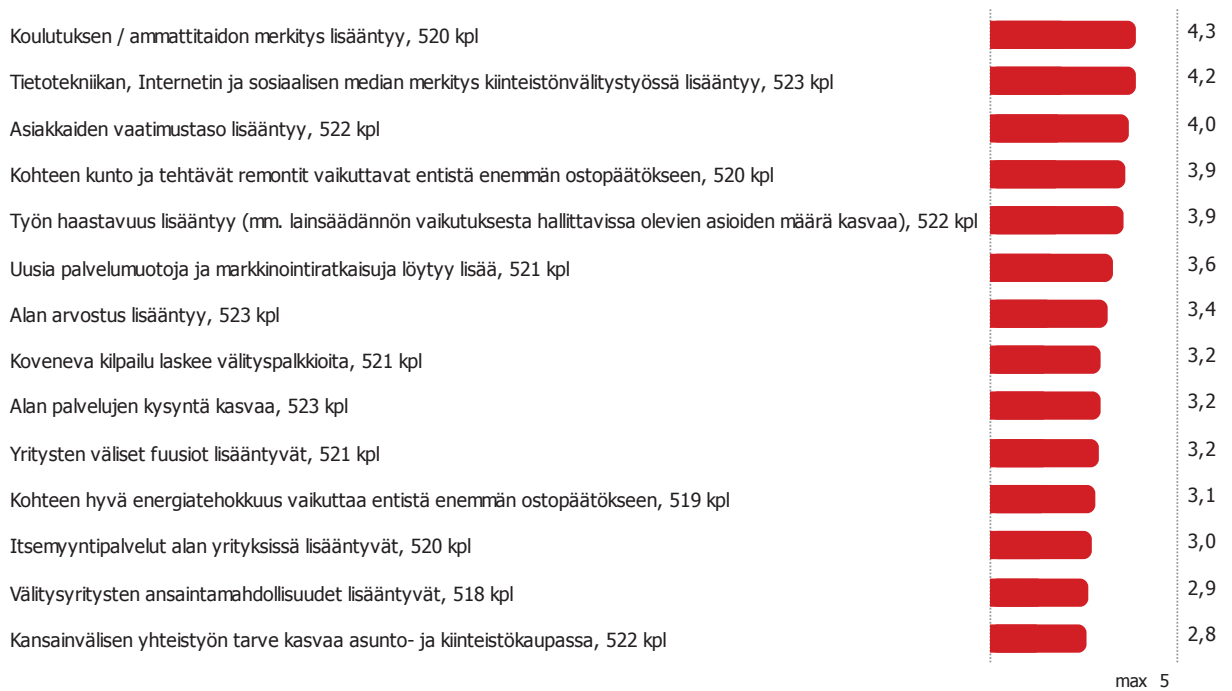 Koulutuksen / ammattitaidon merkitys lisääntyy, 520 kpl 4,3
Tietotekniikan, Internetin ja sosiaalisen median merkitys kiinteistönvälitystyössä lisääntyy, 523 kpl 4,2
Asiakkaiden vaatimustaso lisääntyy, 522 kpl 4,0
Kohteen kunto ja tehtävät remontit vaikuttavat entistä enemmän ostopäätökseen, 520 kpl 3,9
Työn haastavuus lisääntyy (mm. lainsäädännön vaikutuksesta hallittavissa olevien asioiden määrä kasvaa), 522 kpl 3,9
Uusia palvelumuotoja ja markkinointiratkaisuja löytyy lisää, 521 kpl 3,6
Alan arvostus lisääntyy, 523 kpl 3,4
Koveneva kilpailu laskee välityspalkkioita, 521 kpl 3,2
Alan palvelujen kysyntä kasvaa, 523 kpl 3,2
Yritysten väliset fuusiot lisääntyvät, 521 kpl 3,2
Kohteen hyvä energiatehokkuus vaikuttaa entistä enemmän ostopäätökseen, 519 kpl 3,1
Itsemyyntipalvelut alan yrityksissä lisääntyvät, 520 kpl 3,0
Välitysyritysten ansaintamahdollisuudet lisääntyvät, 518 kpl 2,9
Kansainvälisen yhteistyön tarve kasvaa asunto- ja kiinteistökaupassa, 522 kpl 2,8
max 5